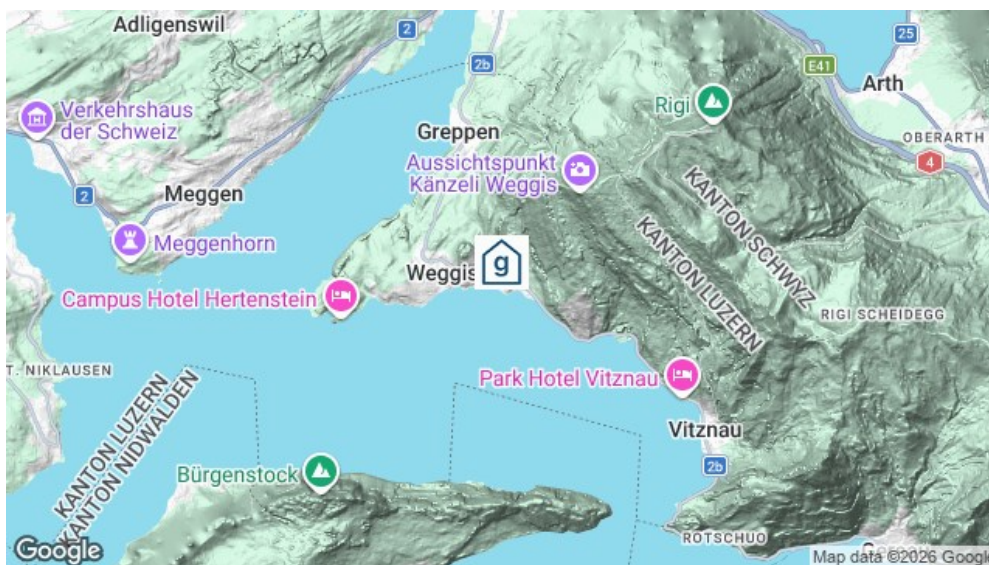 Adligenswil
2
2b
25
E41
Arth
Rigi
Verkehrshaus
der Schweiz
Greppen
OBERARTH
4
Aussichtspunkt
Känzeli Weggis
2
Meggen
KANTON SCHWYZ
KANTON LUZERN
Meggenhorn
Weggis
g
Campus Hotel Hertenstein
RIGI SCHEIDEGG
T. NIKLAUSEN
Park Hotel Vitznau
KANTON LUZERN
KANTON NIDWALDEN
Vitznau
2b
Bürgenstock
ROTSCHUO
Google
Map data ©2026 Google